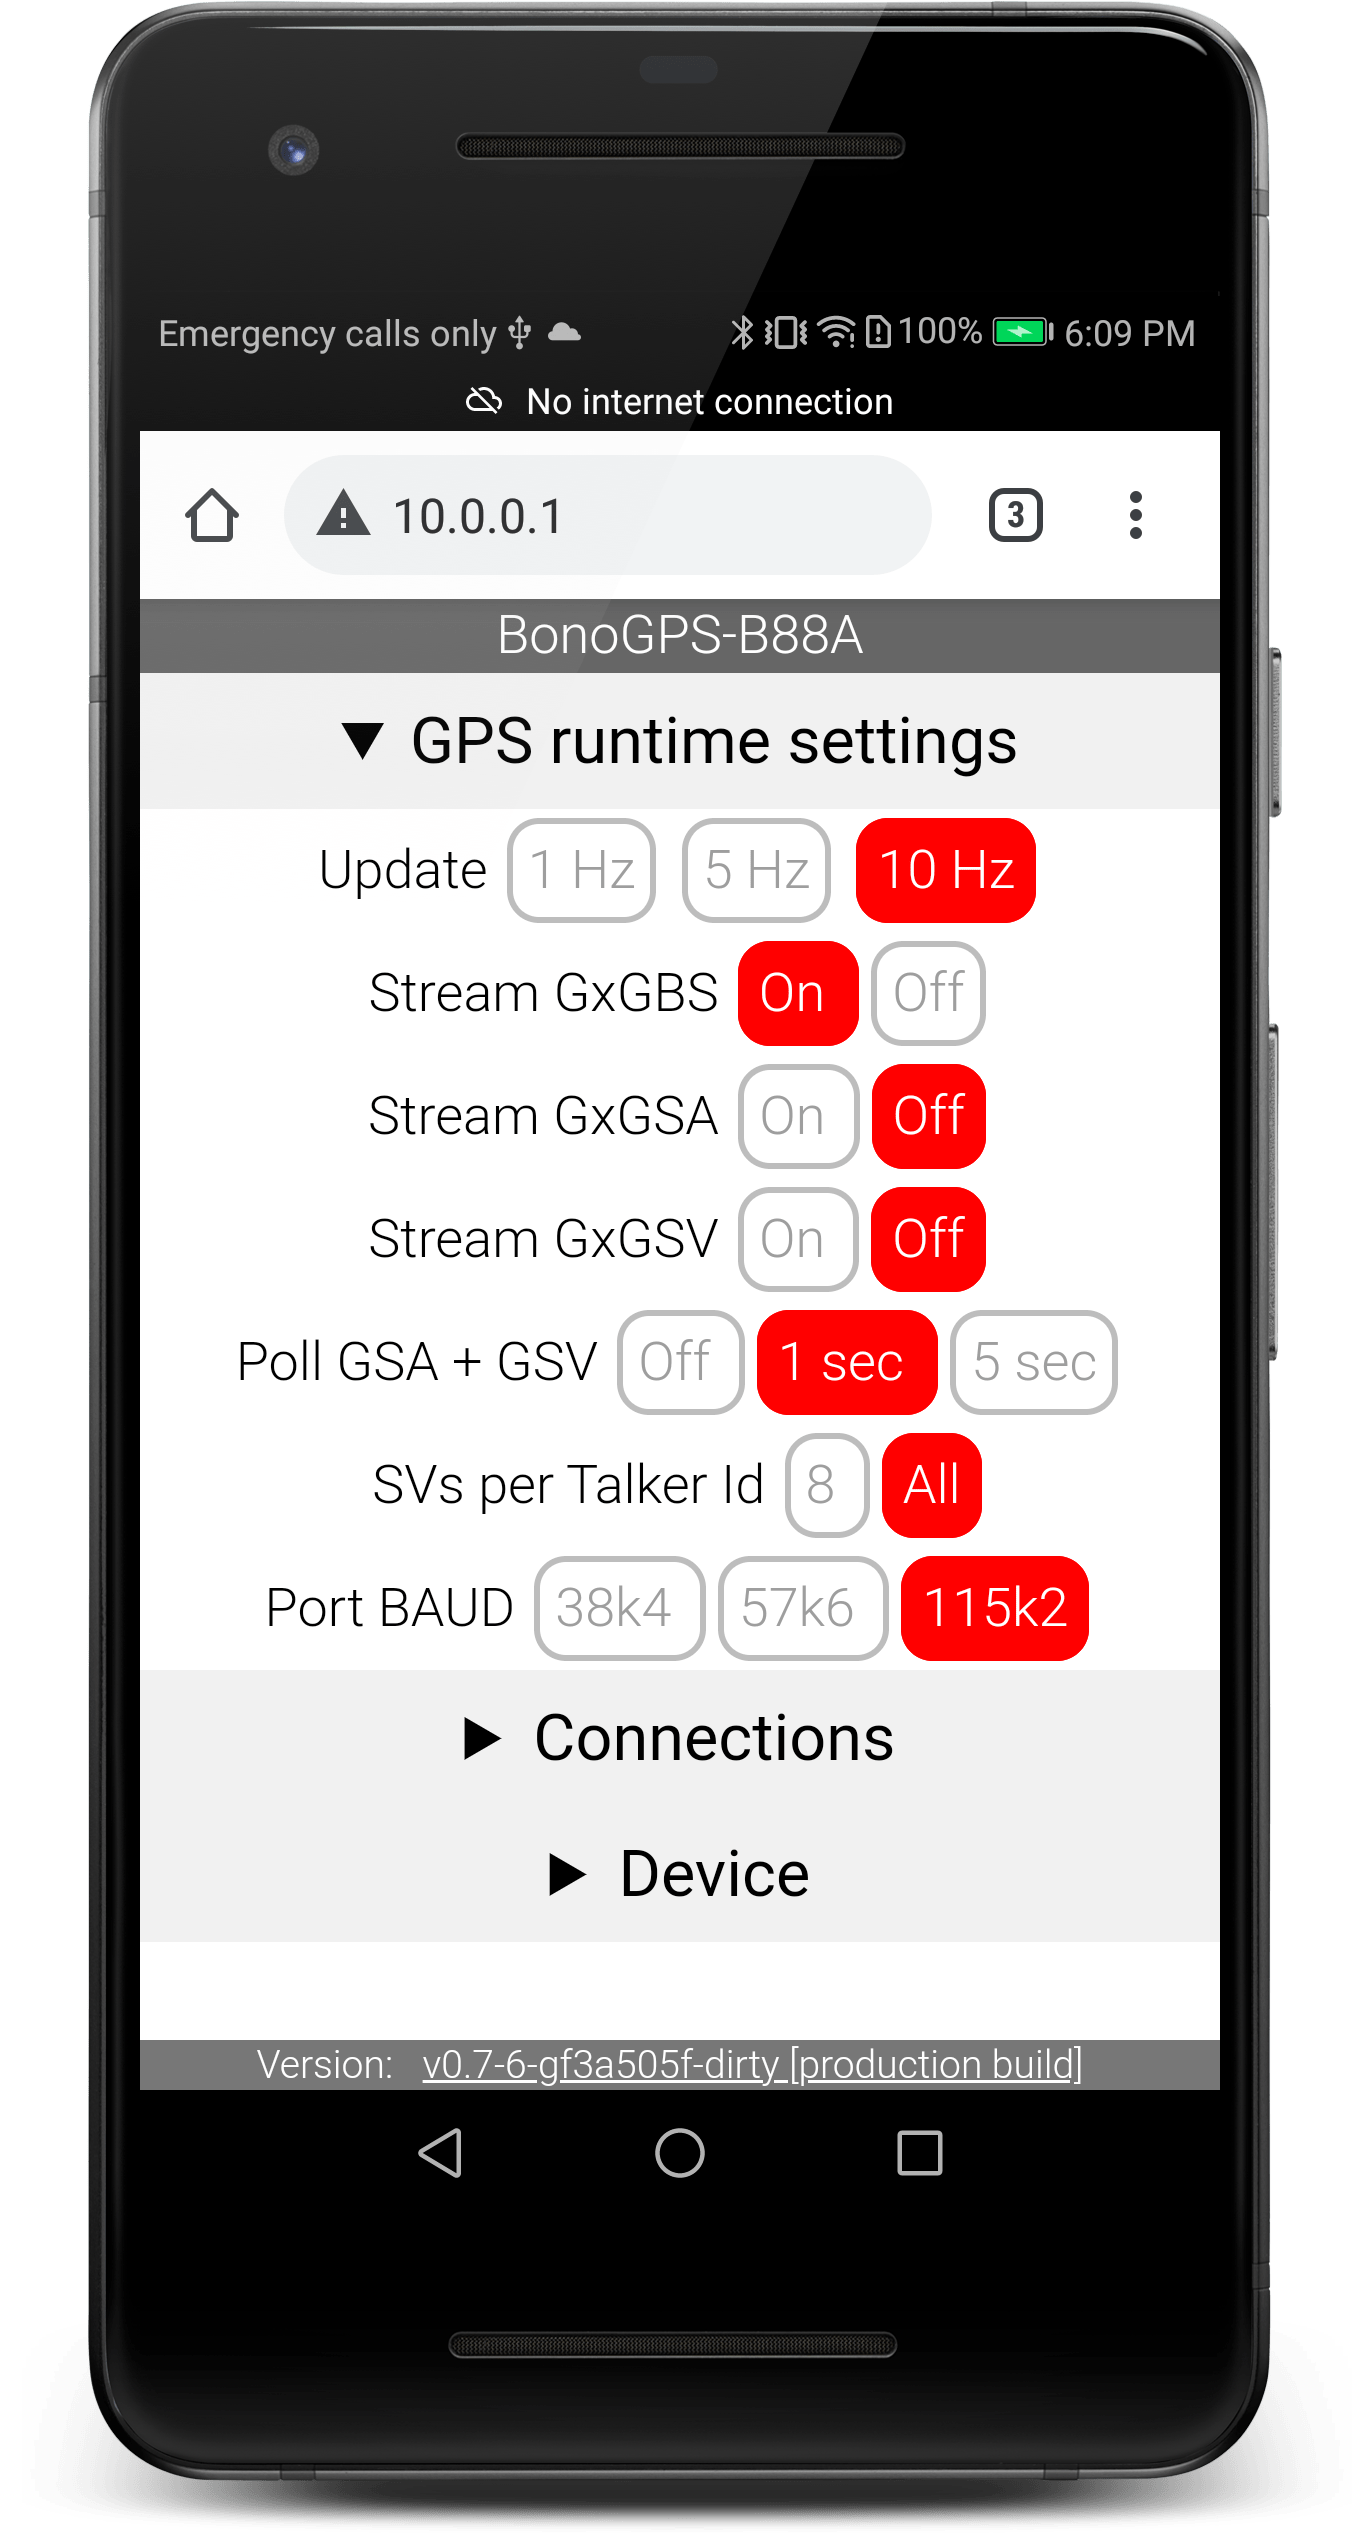 Emergency calls only 100% 6:09 PM
No internet connection
10.0.0.1 3
BonoGPS-B88A
▼ GPS runtime settings
Update 1 Hz 5 Hz 10 Hz
Stream GxGBS On Off
Stream GxGSA On Off
Stream GxGSV On Off
Poll GSA + GSV Off 1 sec 5 sec
SVs per Talker Id 8 All
Port BAUD 38k4 57k6 115k2
▶ Connections
▶ Device
Version: v0.7-6-gf3a505f-dirty [production build]